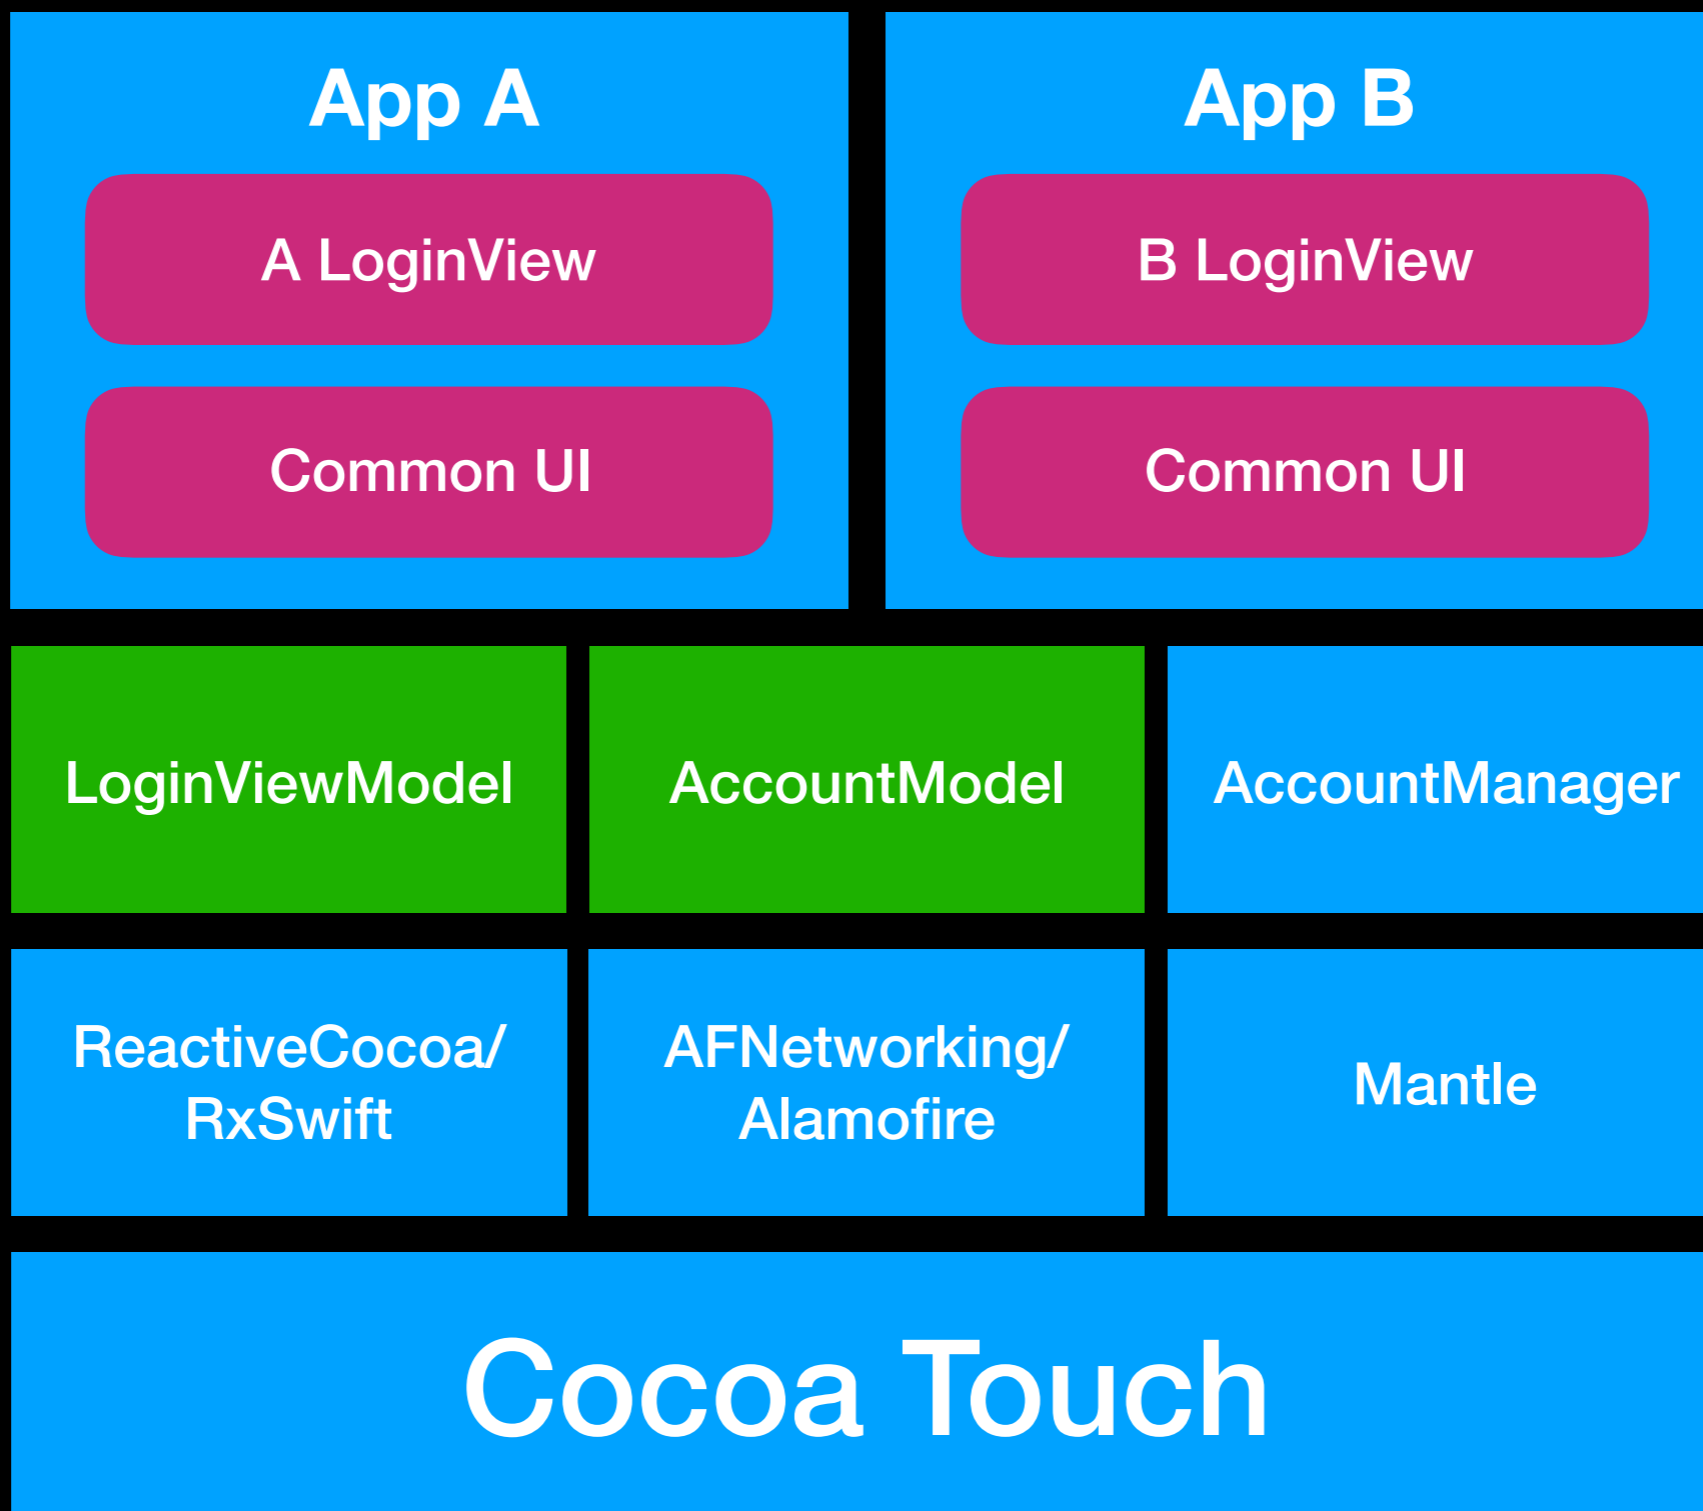 App A
App B
A LoginView
B LoginView
Common UI
Common UI
LoginViewModel
AccountModel
AccountManager
ReactiveCocoa/
RxSwift
AFNetworking/
Alamofire
Mantle
Cocoa Touch